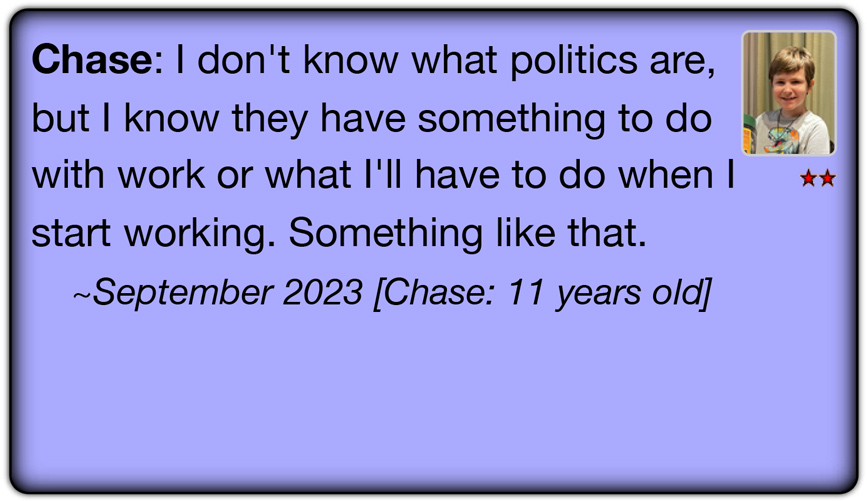 Chase: I don't know what politics are,
but I know they have something to do
with work or what I'll have to do when I
start working. Something like that.
~September 2023 [Chase: 11 years old]